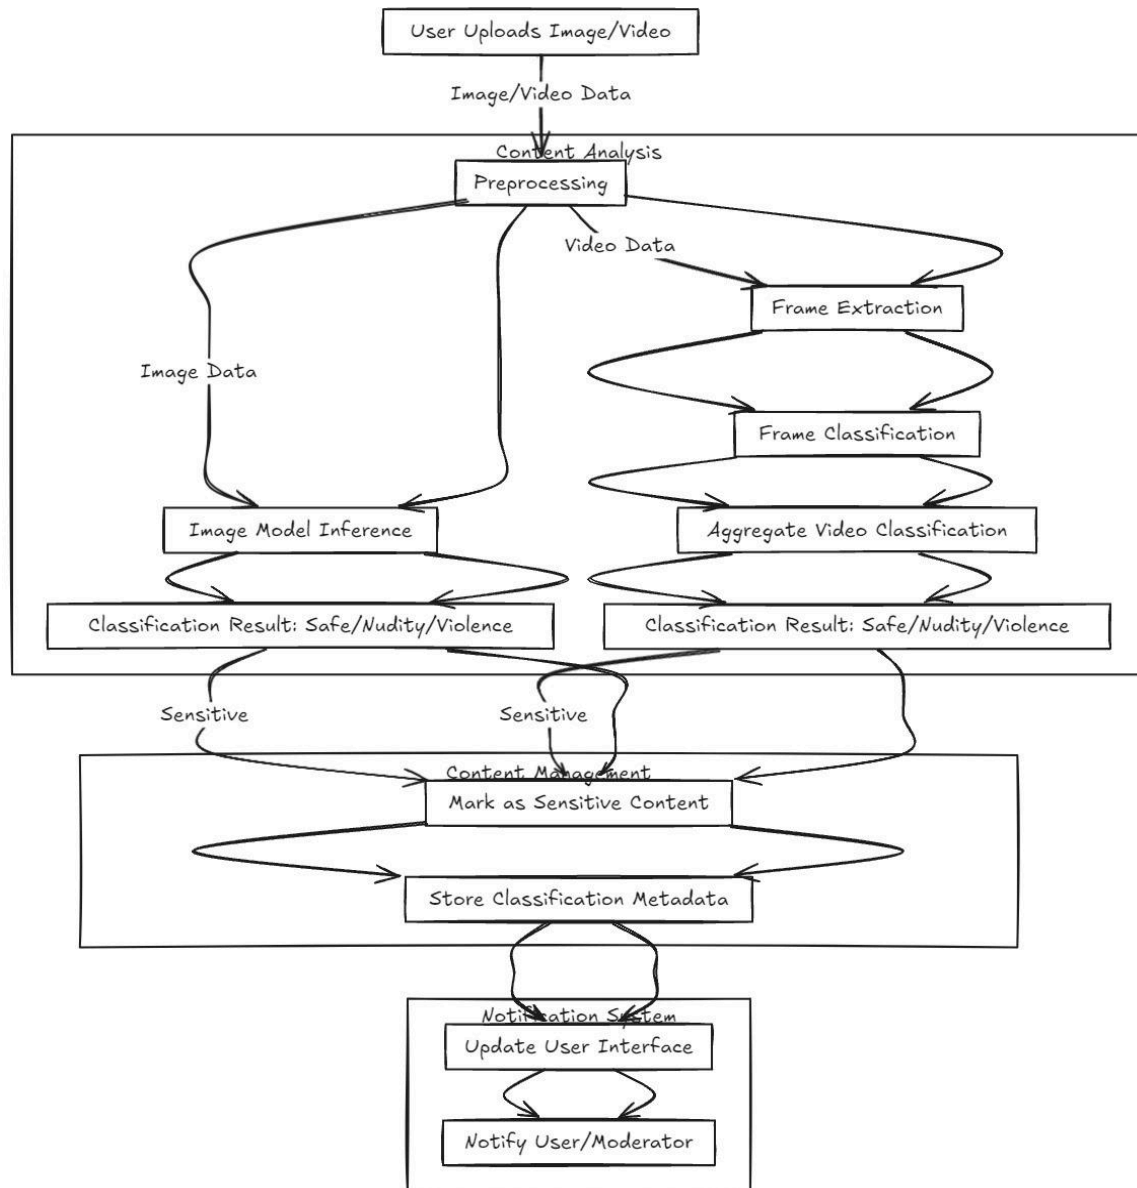 User Uploads Image/Video
Image/Video Data
Content Analysis
Preprocessing
Video Data
Frame Extraction
Image Data
Frame Classification
Image Model Inference
Aggregate Video Classification
Classification Result: Safe/Nudity/Violence
Classification Result: Safe/Nudity/Violence
Sensitive
Sensitive
Content Management
Mark as Sensitive Content
Store Classification Metadata
Notification System
Update User Interface
Notify User/Moderator